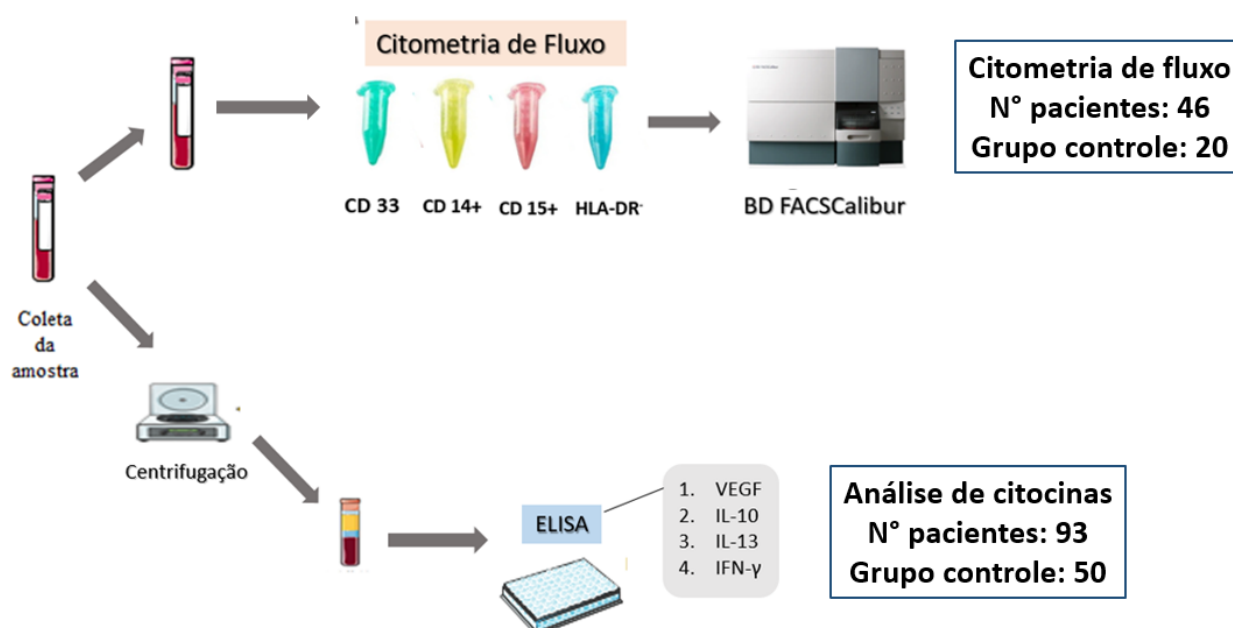 Citometria de Fluxo
CD 33
CD 14+
CD 15+
HLA-DR-
BD FACSCalibur
Citometria de fluxo
N° pacientes: 46
Grupo controle: 20
Coleta
da
amostra
Centrifugação
ELISA
1. VEGF
2. IL-10
3. IL-13
4. IFN-γ
Análise de citocinas
N° pacientes: 93
Grupo controle: 50